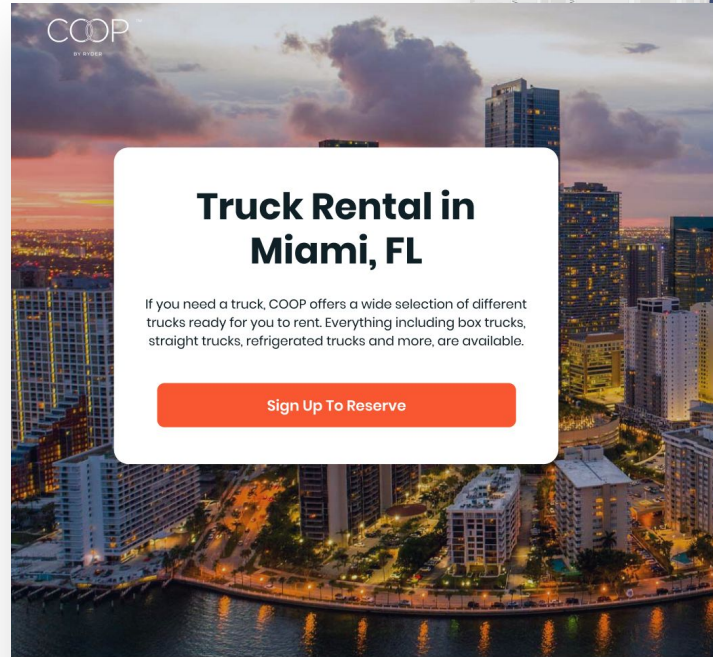 COOP
BY RYDER
Truck Rental in
Miami, FL
If you need a truck, COOP offers a wide selection of different
trucks ready for you to rent. Everything including box trucks,
straight trucks, refrigerated trucks and more, are available.
Sign Up To Reserve